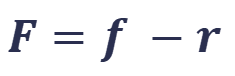 F = f − r